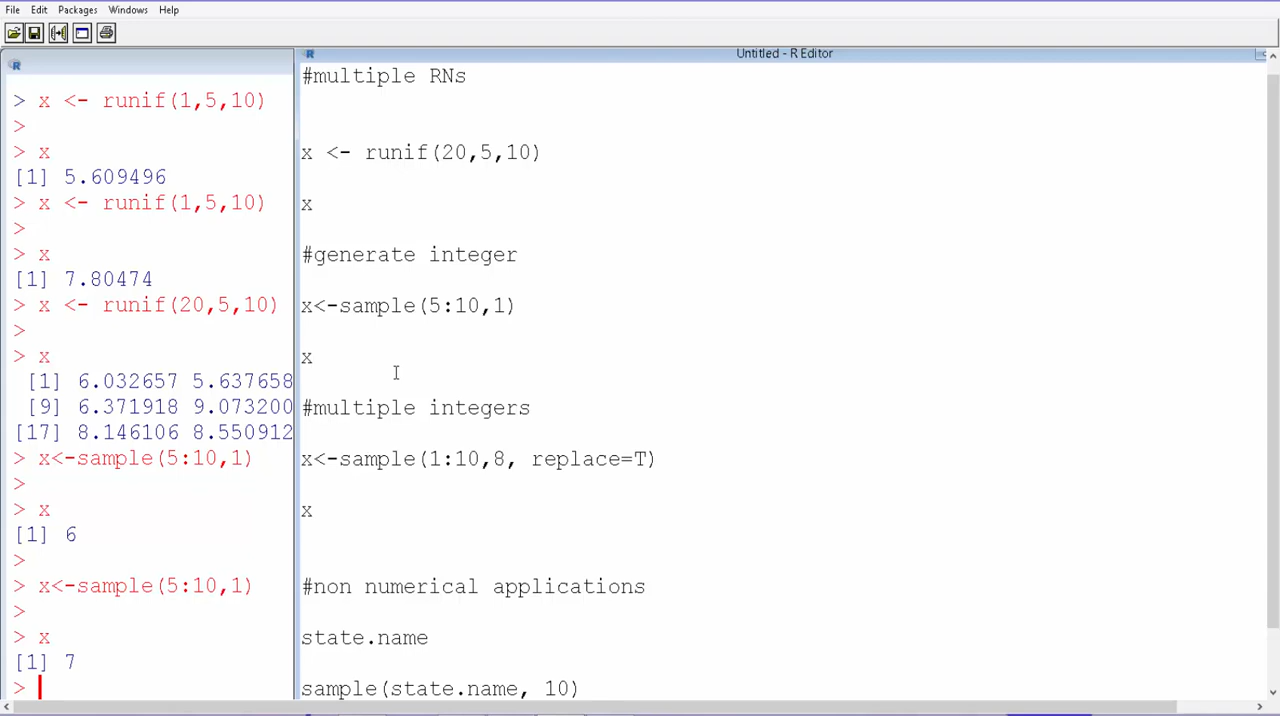 File Edit Packages Windows Help
Untitled - R Editor
> x <- runif(1,5,10)
>
> x
[1] 5.609496
> x <- runif(1,5,10)
>
> x
[1] 7.80474
> x <- runif(20,5,10)
>
> x
[1] 6.032657 5.637658
[9] 6.371918 9.073200
[17] 8.146106 8.550912
> x<-sample(5:10,1)
>
> x
[1] 6
>
> x<-sample(5:10,1)
>
> x
[1] 7
>
#multiple RNs
x <- runif(20,5,10)
x
#generate integer
x<-sample(5:10,1)
x
#multiple integers
x<-sample(1:10,8, replace=T)
x
#non numerical applications
state.name
sample(state.name, 10)